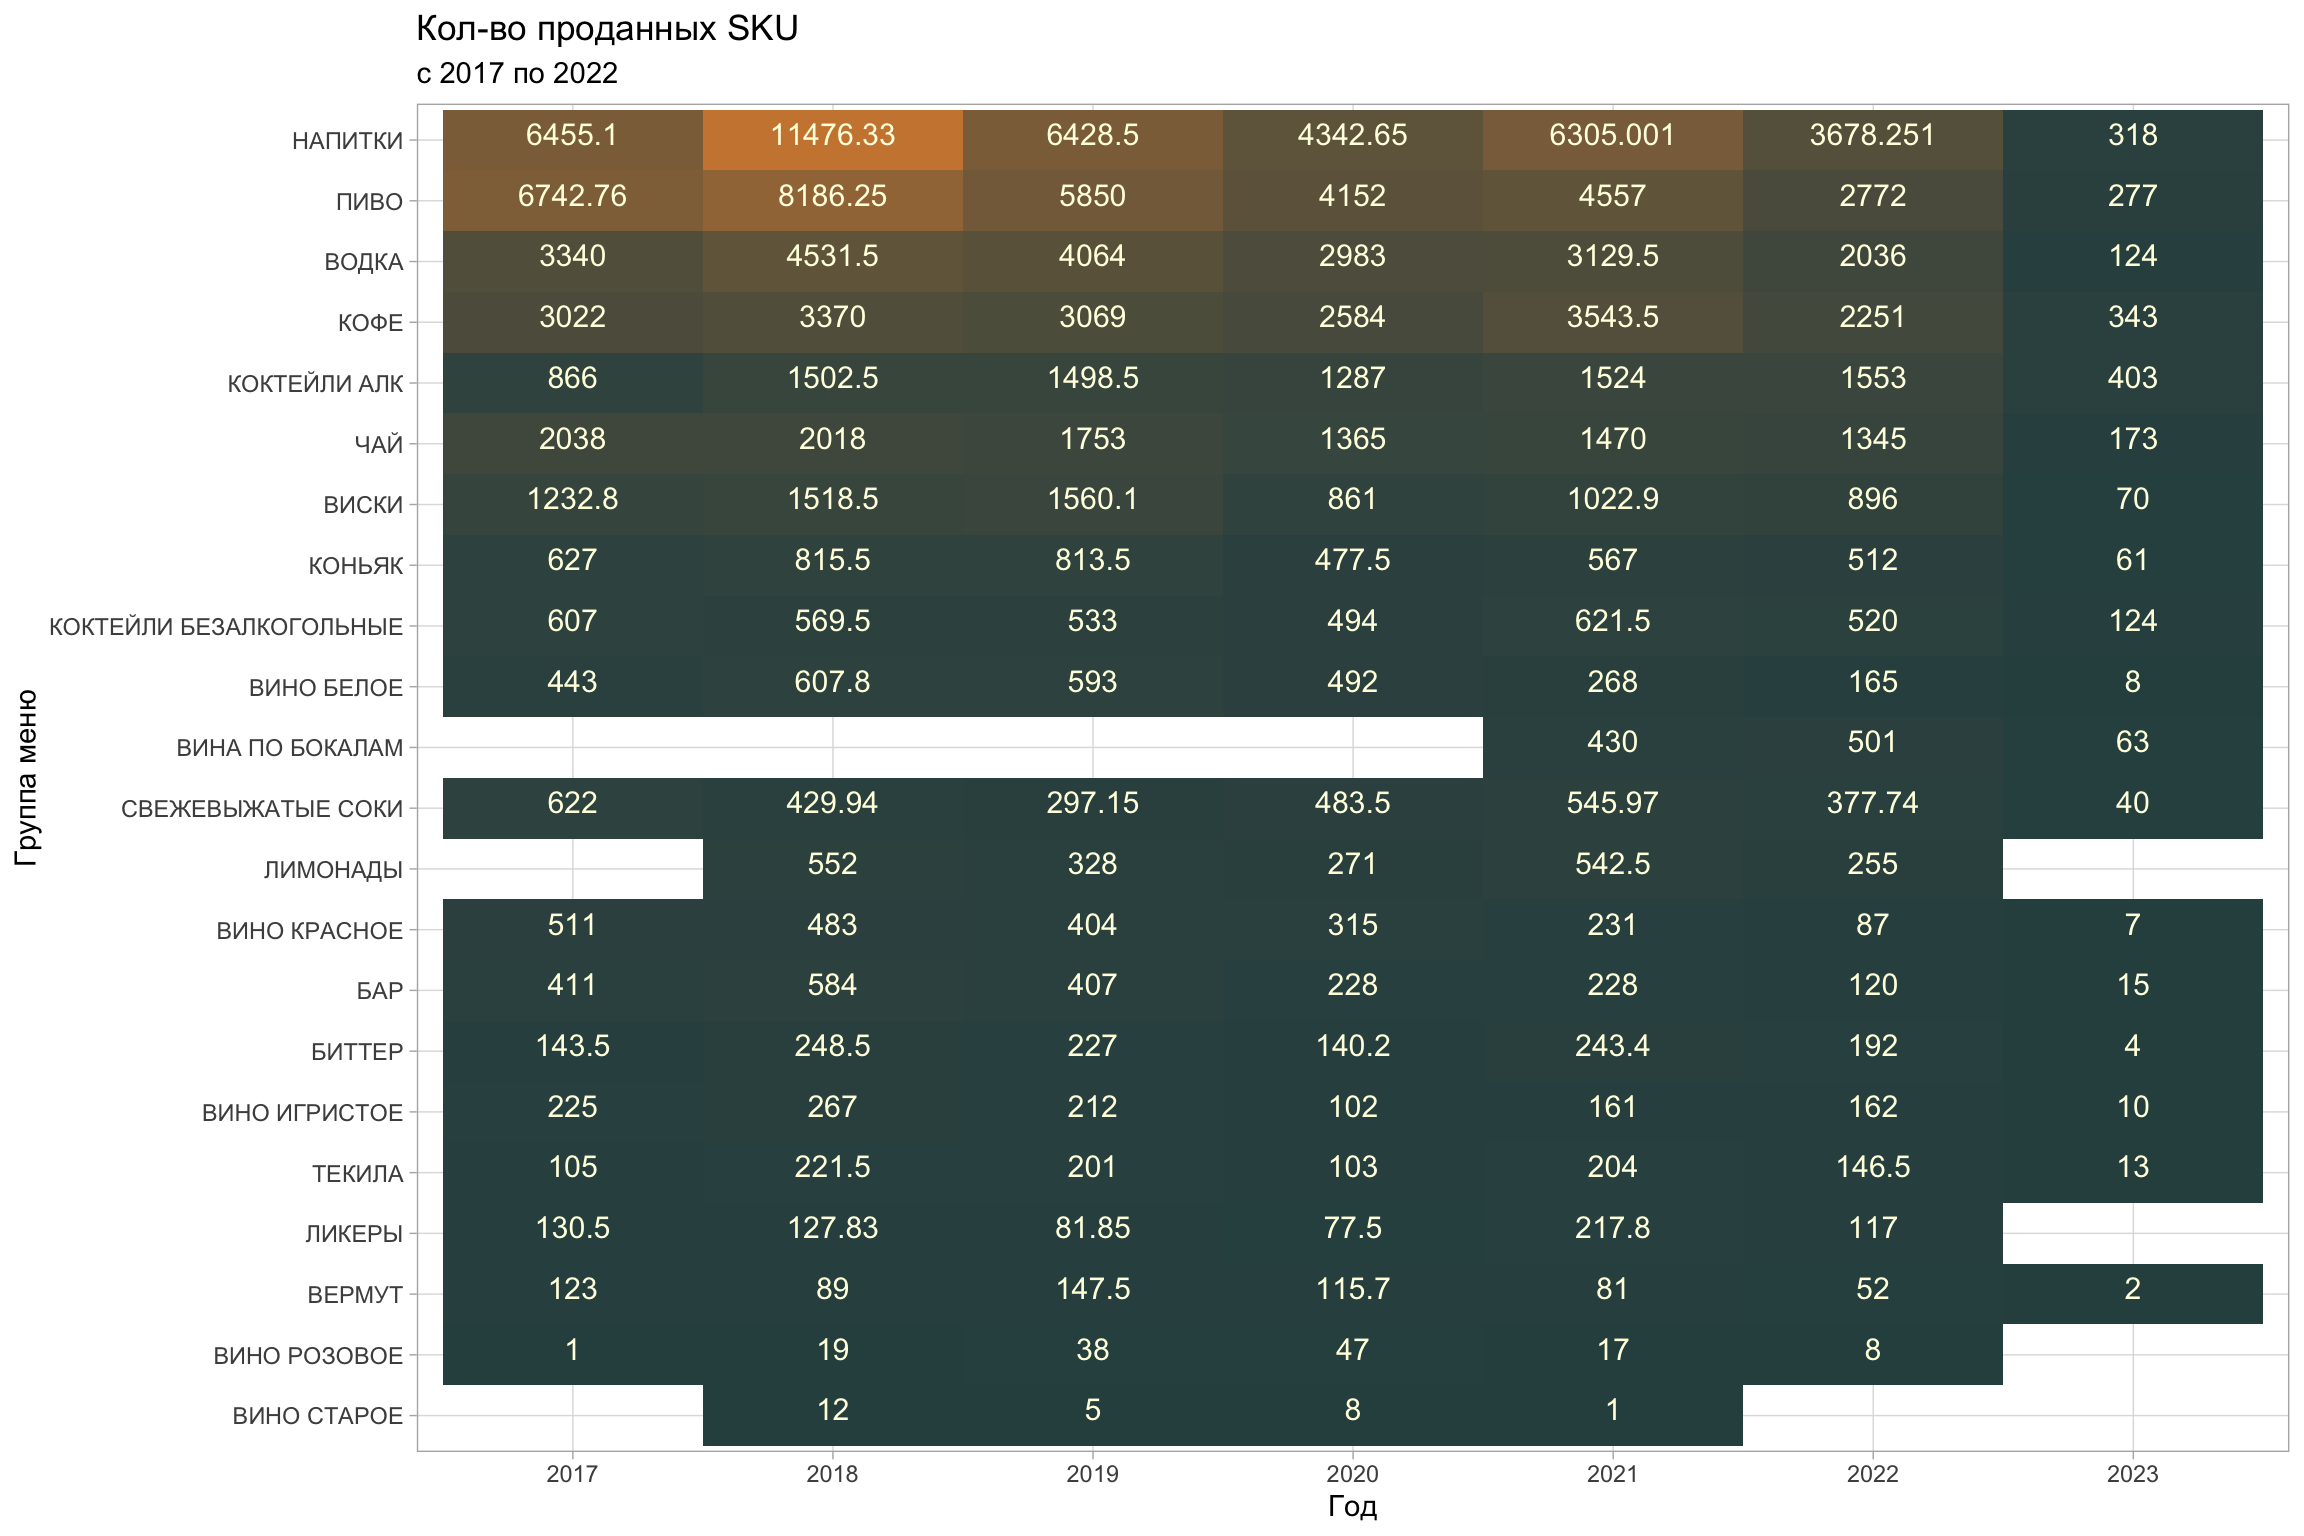 Кол-во проданных SKU
с 2017 по 2022
Группа меню
НАПИТКИ 6455.1 11476.33 6428.5 4342.65 6305.001 3678.251 318
ПИВО 6742.76 8186.25 5850 4152 4557 2772 277
ВОДКА 3340 4531.5 4064 2983 3129.5 2036 124
КОФЕ 3022 3370 3069 2584 3543.5 2251 343
КОКТЕЙЛИ АЛК 866 1502.5 1498.5 1287 1524 1553 403
ЧАЙ 2038 2018 1753 1365 1470 1345 173
ВИСКИ 1232.8 1518.5 1560.1 861 1022.9 896 70
КОНЬЯК 627 815.5 813.5 477.5 567 512 61
КОКТЕЙЛИ БЕЗАЛКОГОЛЬНЫЕ 607 569.5 533 494 621.5 520 124
ВИНО БЕЛОЕ 443 607.8 593 492 268 165 8
ВИНА ПО БОКАЛАМ 430 501 63
СВЕЖЕВЫЖАТЫЕ СОКИ 622 429.94 297.15 483.5 545.97 377.74 40
ЛИМОНАДЫ 552 328 271 542.5 255
ВИНО КРАСНОЕ 511 483 404 315 231 87 7
БАР 411 584 407 228 228 120 15
БИТТЕР 143.5 248.5 227 140.2 243.4 192 4
ВИНО ИГРИСТОЕ 225 267 212 102 161 162 10
ТЕКИЛА 105 221.5 201 103 204 146.5 13
ЛИКЕРЫ 130.5 127.83 81.85 77.5 217.8 117
ВЕРМУТ 123 89 147.5 115.7 81 52 2
ВИНО РОЗОВОЕ 1 19 38 47 17 8
ВИНО СТАРОЕ 12 5 8 1
2017 2018 2019 2020 2021 2022 2023
Год